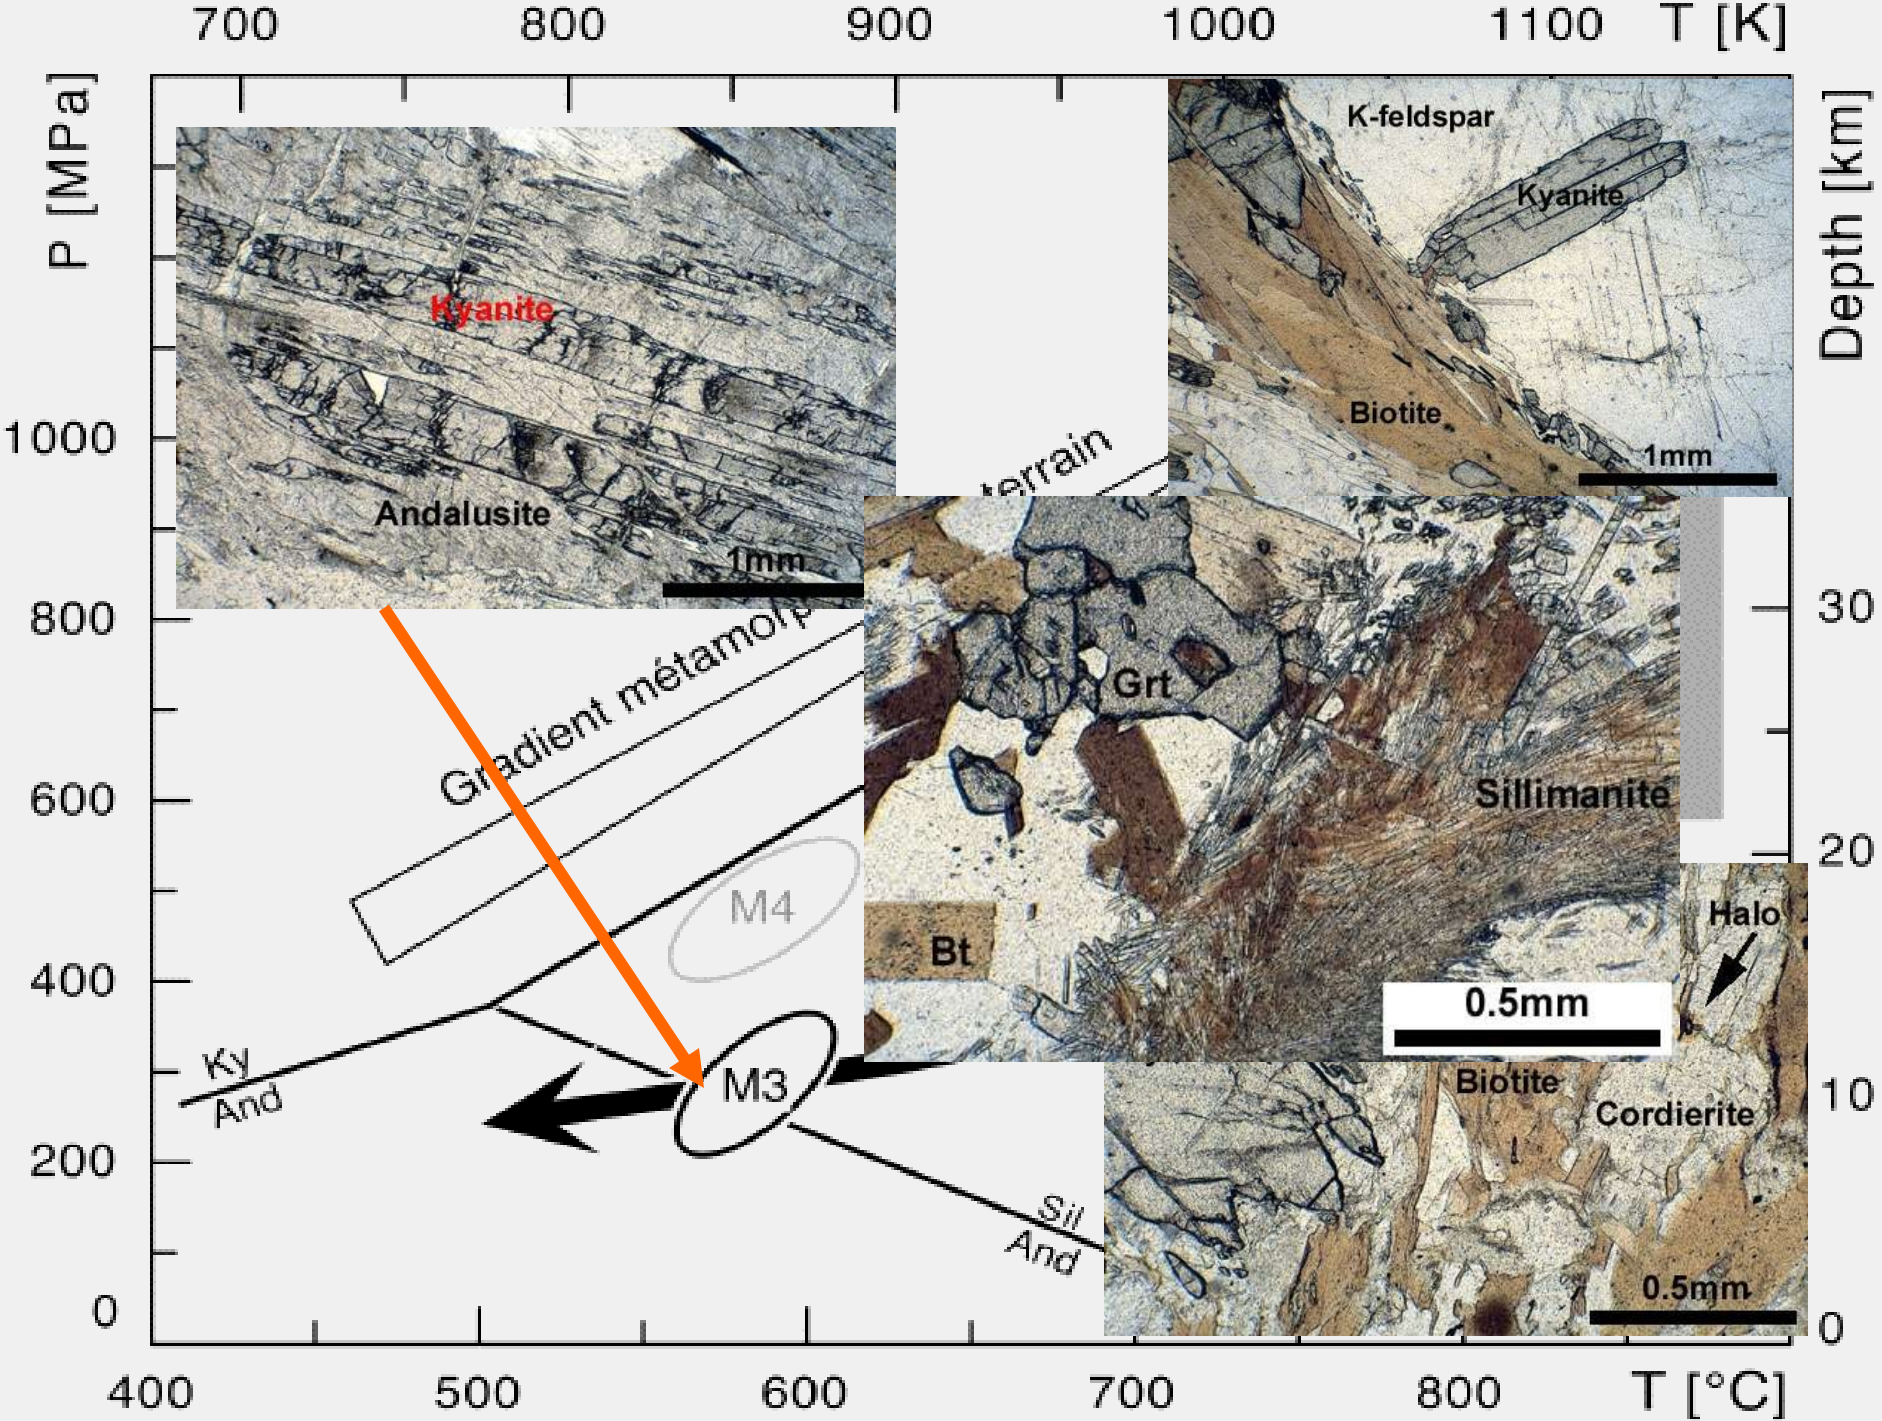 700 800 900 1000 1100 T [K]
P [MPa]
1000
800
600
400
200
0
Depth [km]
30
20
10
0
400 500 600 700 800 T [°C]
Kyanite
Andalusite
1mm
K-feldspar
Kyanite
Biotite
1mm
terrain
Gradient métamorp
Grt
Sillimanite
Bt
0.5mm
Halo
Biotite
Cordierite
0.5mm
M4
M3
Ky
And
Sil
And